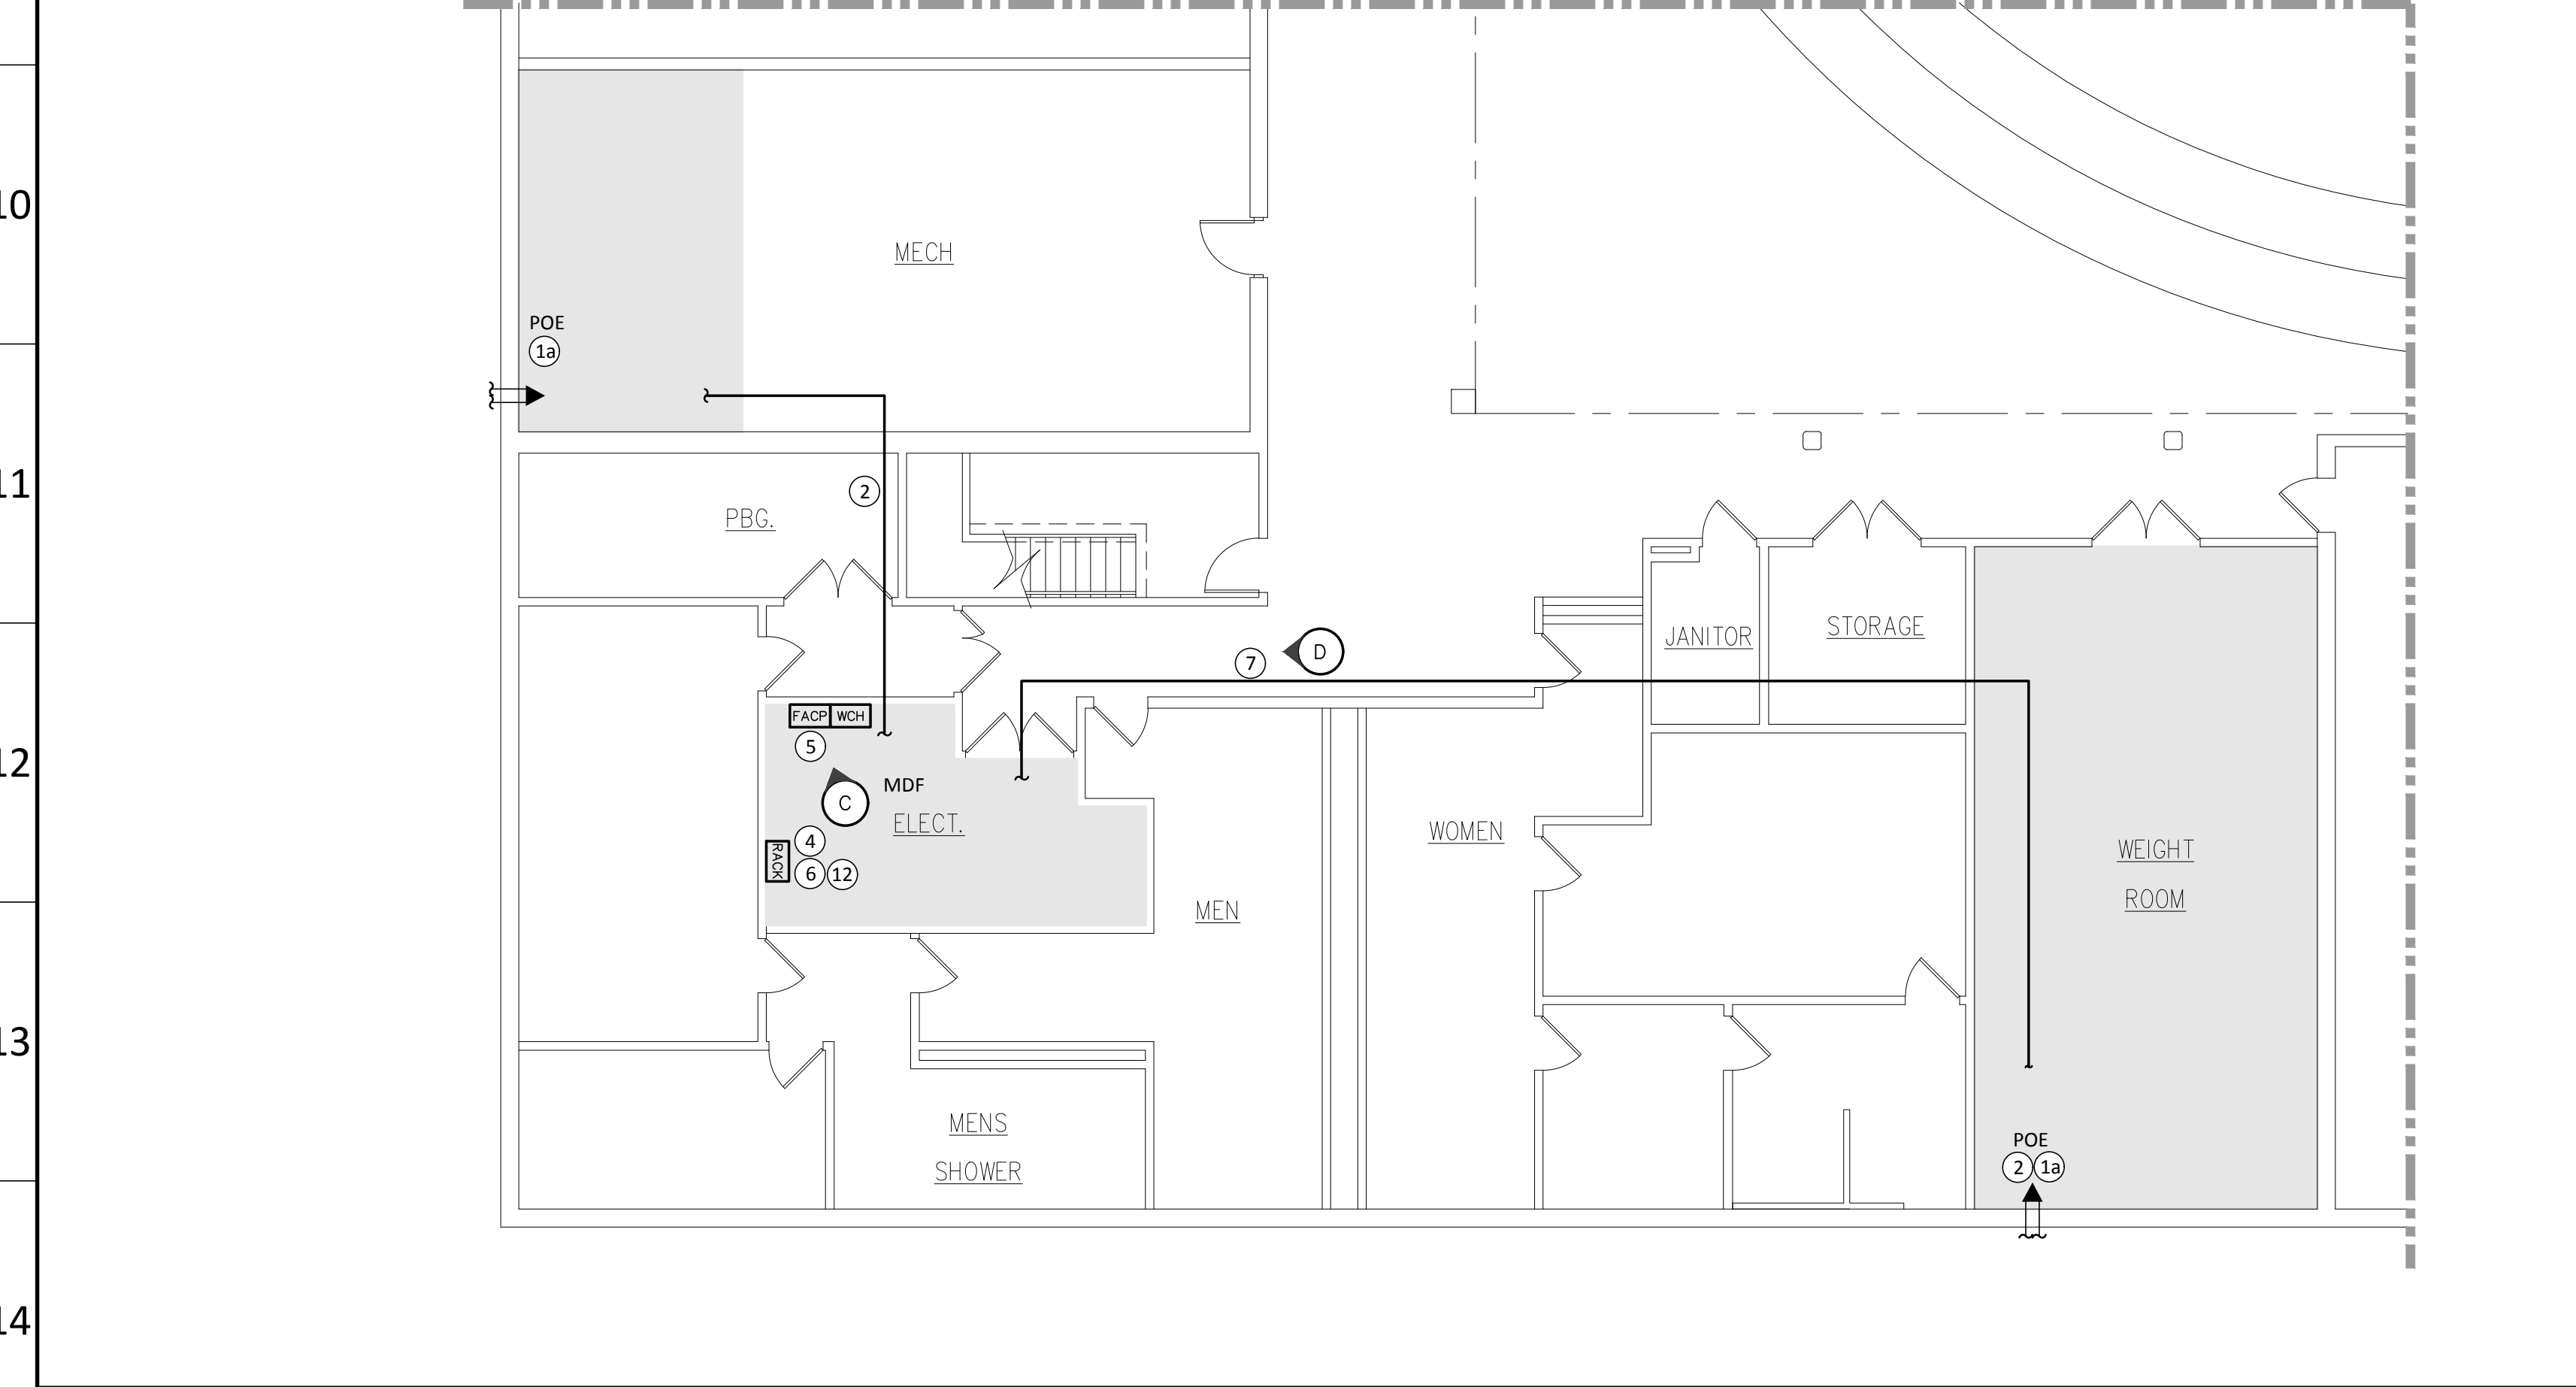 10
MECH
POE
1a
11
2
PBG.
JANITOR
STORAGE
7
D
FACP WCH
5
12
MDF
C
ELECT.
4
RACK
6 12
WOMEN
WEIGHT
ROOM
MEN
13
MENS
SHOWER
POE
2 1a
14